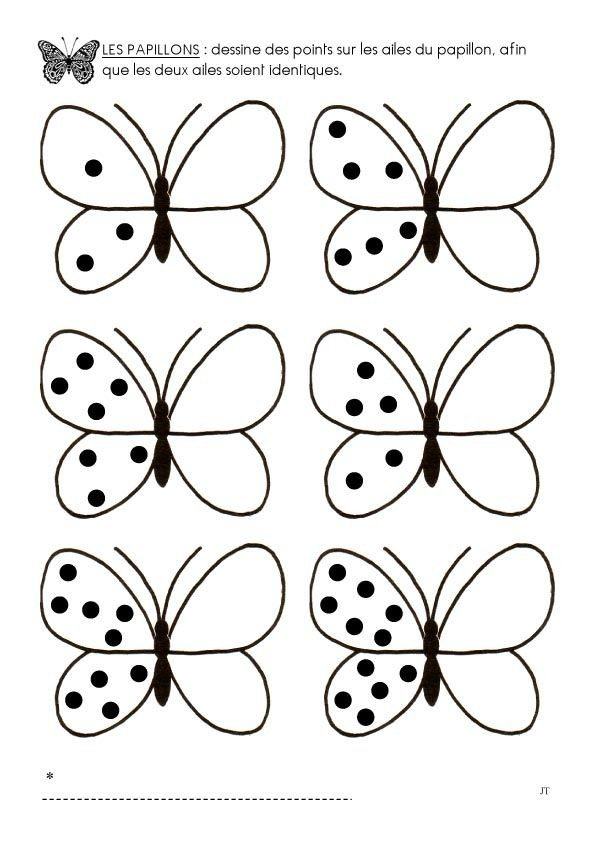 LES PAPILLONS : dessine des points sur les ailes du papillon, afin
que les deux ailes soient identiques.
*
JT